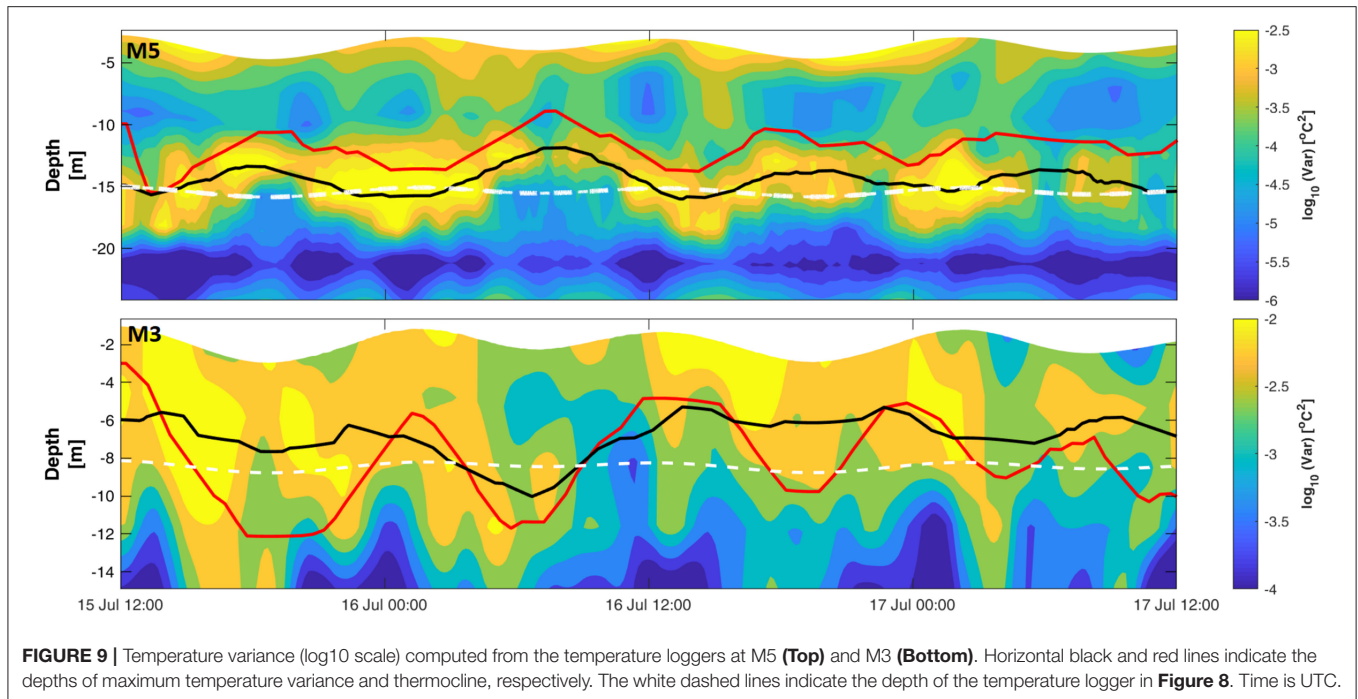 M5
-5
-10
-15
-20
Depth
[m]
-2.5
-3
-3.5
-4
-4.5
-5
-5.5
-6
log10 (Var) [°C2]
M3
-2
-4
-6
-8
-10
-12
-14
Depth
[m]
15 Jul 12:00
16 Jul 00:00
16 Jul 12:00
17 Jul 00:00
17 Jul 12:00
-2
-2.5
-3
-3.5
-4
log10 (Var) [°C2]
FIGURE 9 | Temperature variance (log10 scale) computed from the temperature loggers at M5 (Top) and M3 (Bottom). Horizontal black and red lines indicate the
depths of maximum temperature variance and thermocline, respectively. The white dashed lines indicate the depth of the temperature logger in Figure 8. Time is UTC.